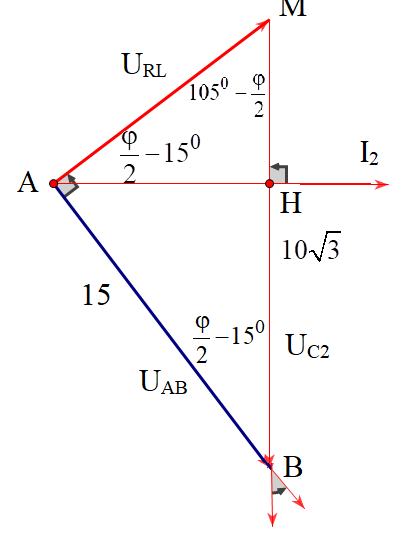 M
U_RL
105⁰ − φ/2
φ/2 − 15⁰
I₂
A
H
10√3
15
φ/2 − 15⁰
U_C2
U_AB
B